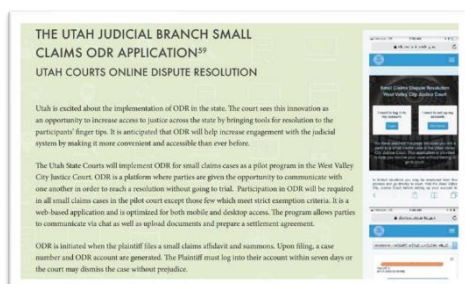 THE UTAH JUDICIAL BRANCH SMALL
CLAIMS ODR APPLICATION⁵⁹
UTAH COURTS ONLINE DISPUTE RESOLUTION
Utah is excited about the implementation of ODR in the state. The court sees this innovation as
an opportunity to increase access to justice across the state by bringing tools for resolution to the
participants' finger tips. It is anticipated that ODR will help increase engagement with the judicial
system by making it more convenient and accessible than ever before.
The Utah State Courts will implement ODR for small claims cases as a pilot program in the West Valley
City Justice Court. ODR is a platform where parties are given the opportunity to communicate with
one another in order to reach a resolution without going to trial. Participation in ODR will be required
in all small claims cases in the pilot court except those few which meet strict exemption criteria. It is a
web-based application and is optimized for both mobile and desktop access. The program allows parties
to communicate via chat as well as upload documents and prepare a settlement agreement.
ODR is initiated when the plaintiff files a small claims affidavit and summons. Upon filing, a case
number and ODR account are generated. The Plaintiff must log into their account within seven days or
the court may dismiss the case without prejudice.
Small Claims Dispute Resolution
West Valley City Justice Court